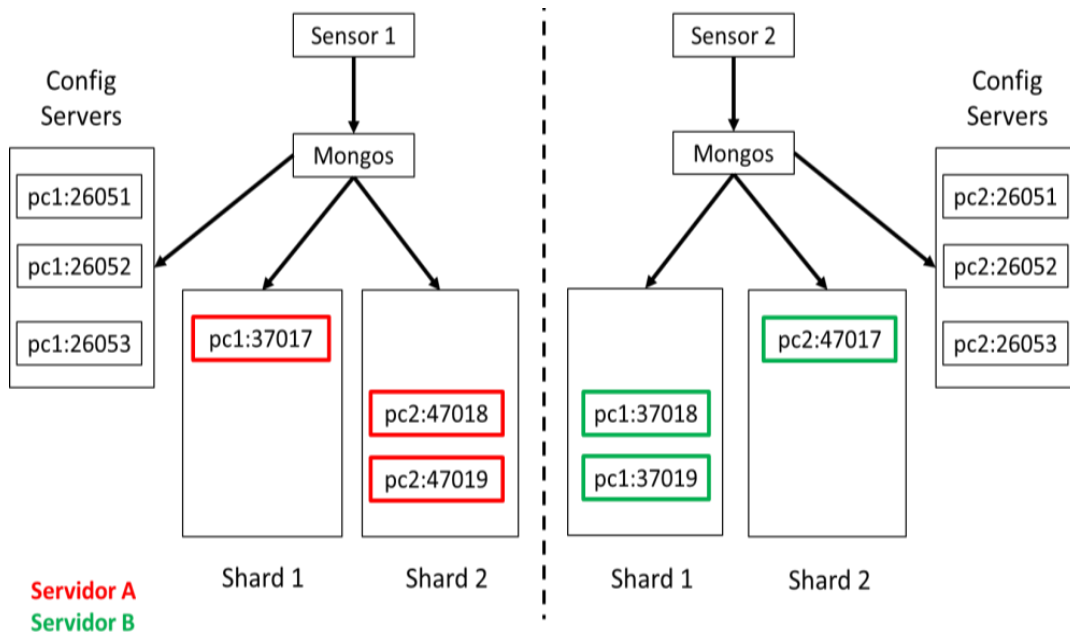 Sensor 1
Config
Servers
Mongos
pc1:26051
pc1:26052
pc1:26053
pc1:37017
pc2:47018
pc2:47019
Shard 1
Shard 2
Servidor A
Servidor B
Sensor 2
Config
Servers
Mongos
pc2:26051
pc2:26052
pc2:26053
pc2:47017
pc1:37018
pc1:37019
Shard 1
Shard 2